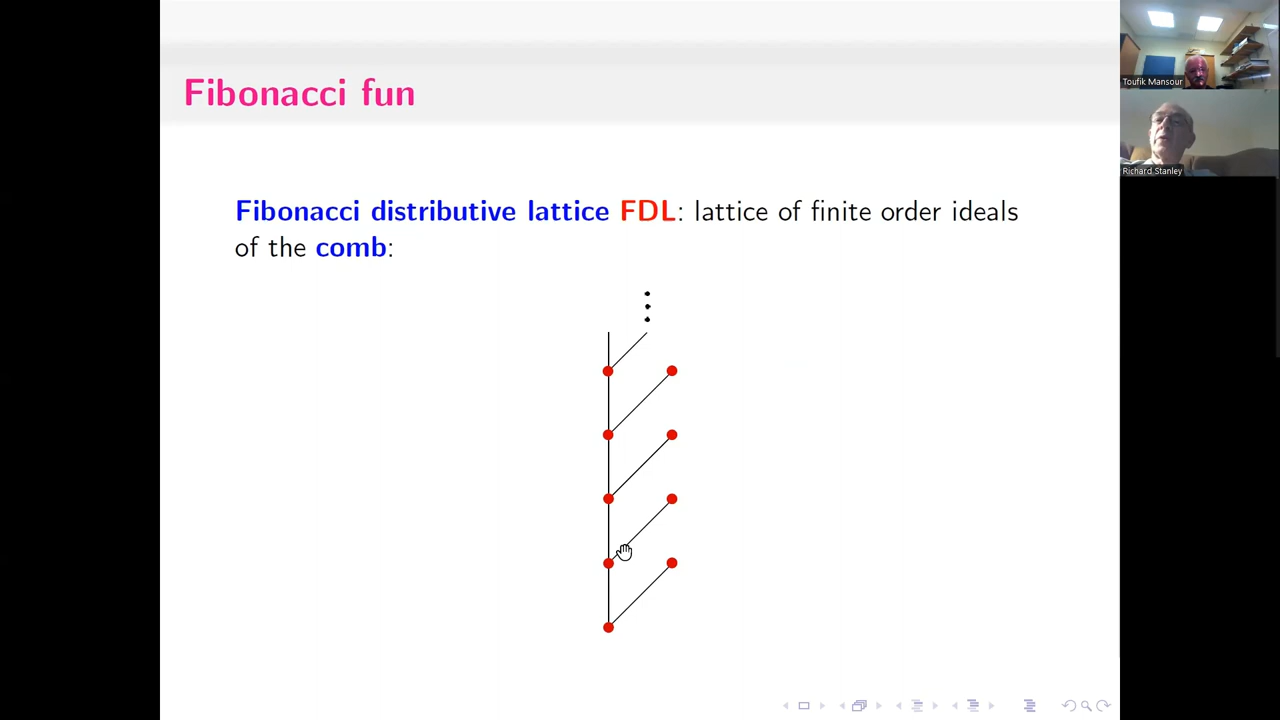 Fibonacci fun
Fibonacci distributive lattice FDL: lattice of finite order ideals
of the comb:
Toufik Mansour
Richard Stanley